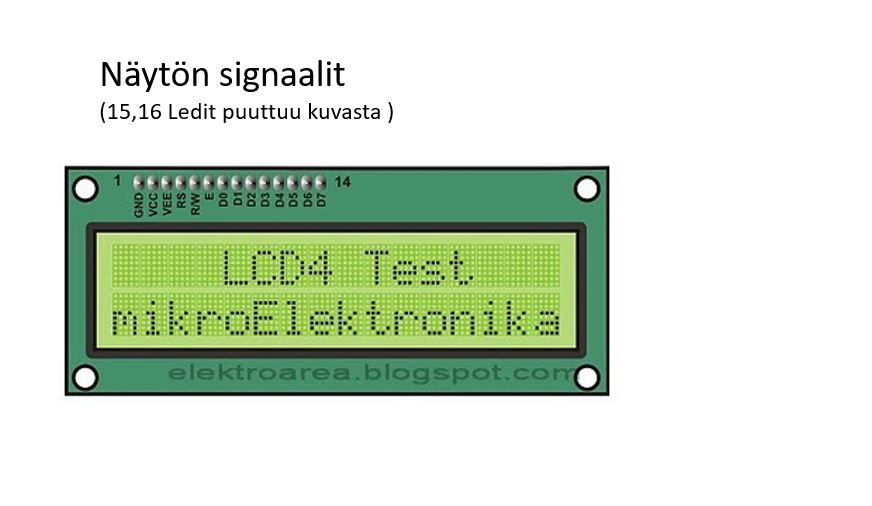 Näytön signaalit
(15,16 Ledit puuttuu kuvasta )
1 14
GND VCC VEE RS R/W E D0 D1 D2 D3 D4 D5 D6 D7
LCD4 Test
mikroElektronika
elektroarea.blogspot.com